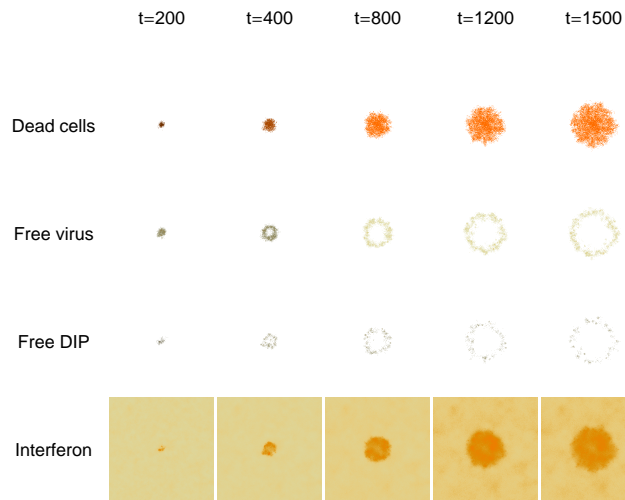 t=200 t=400 t=800 t=1200 t=1500
Dead cells
Free virus
Free DIP
Interferon